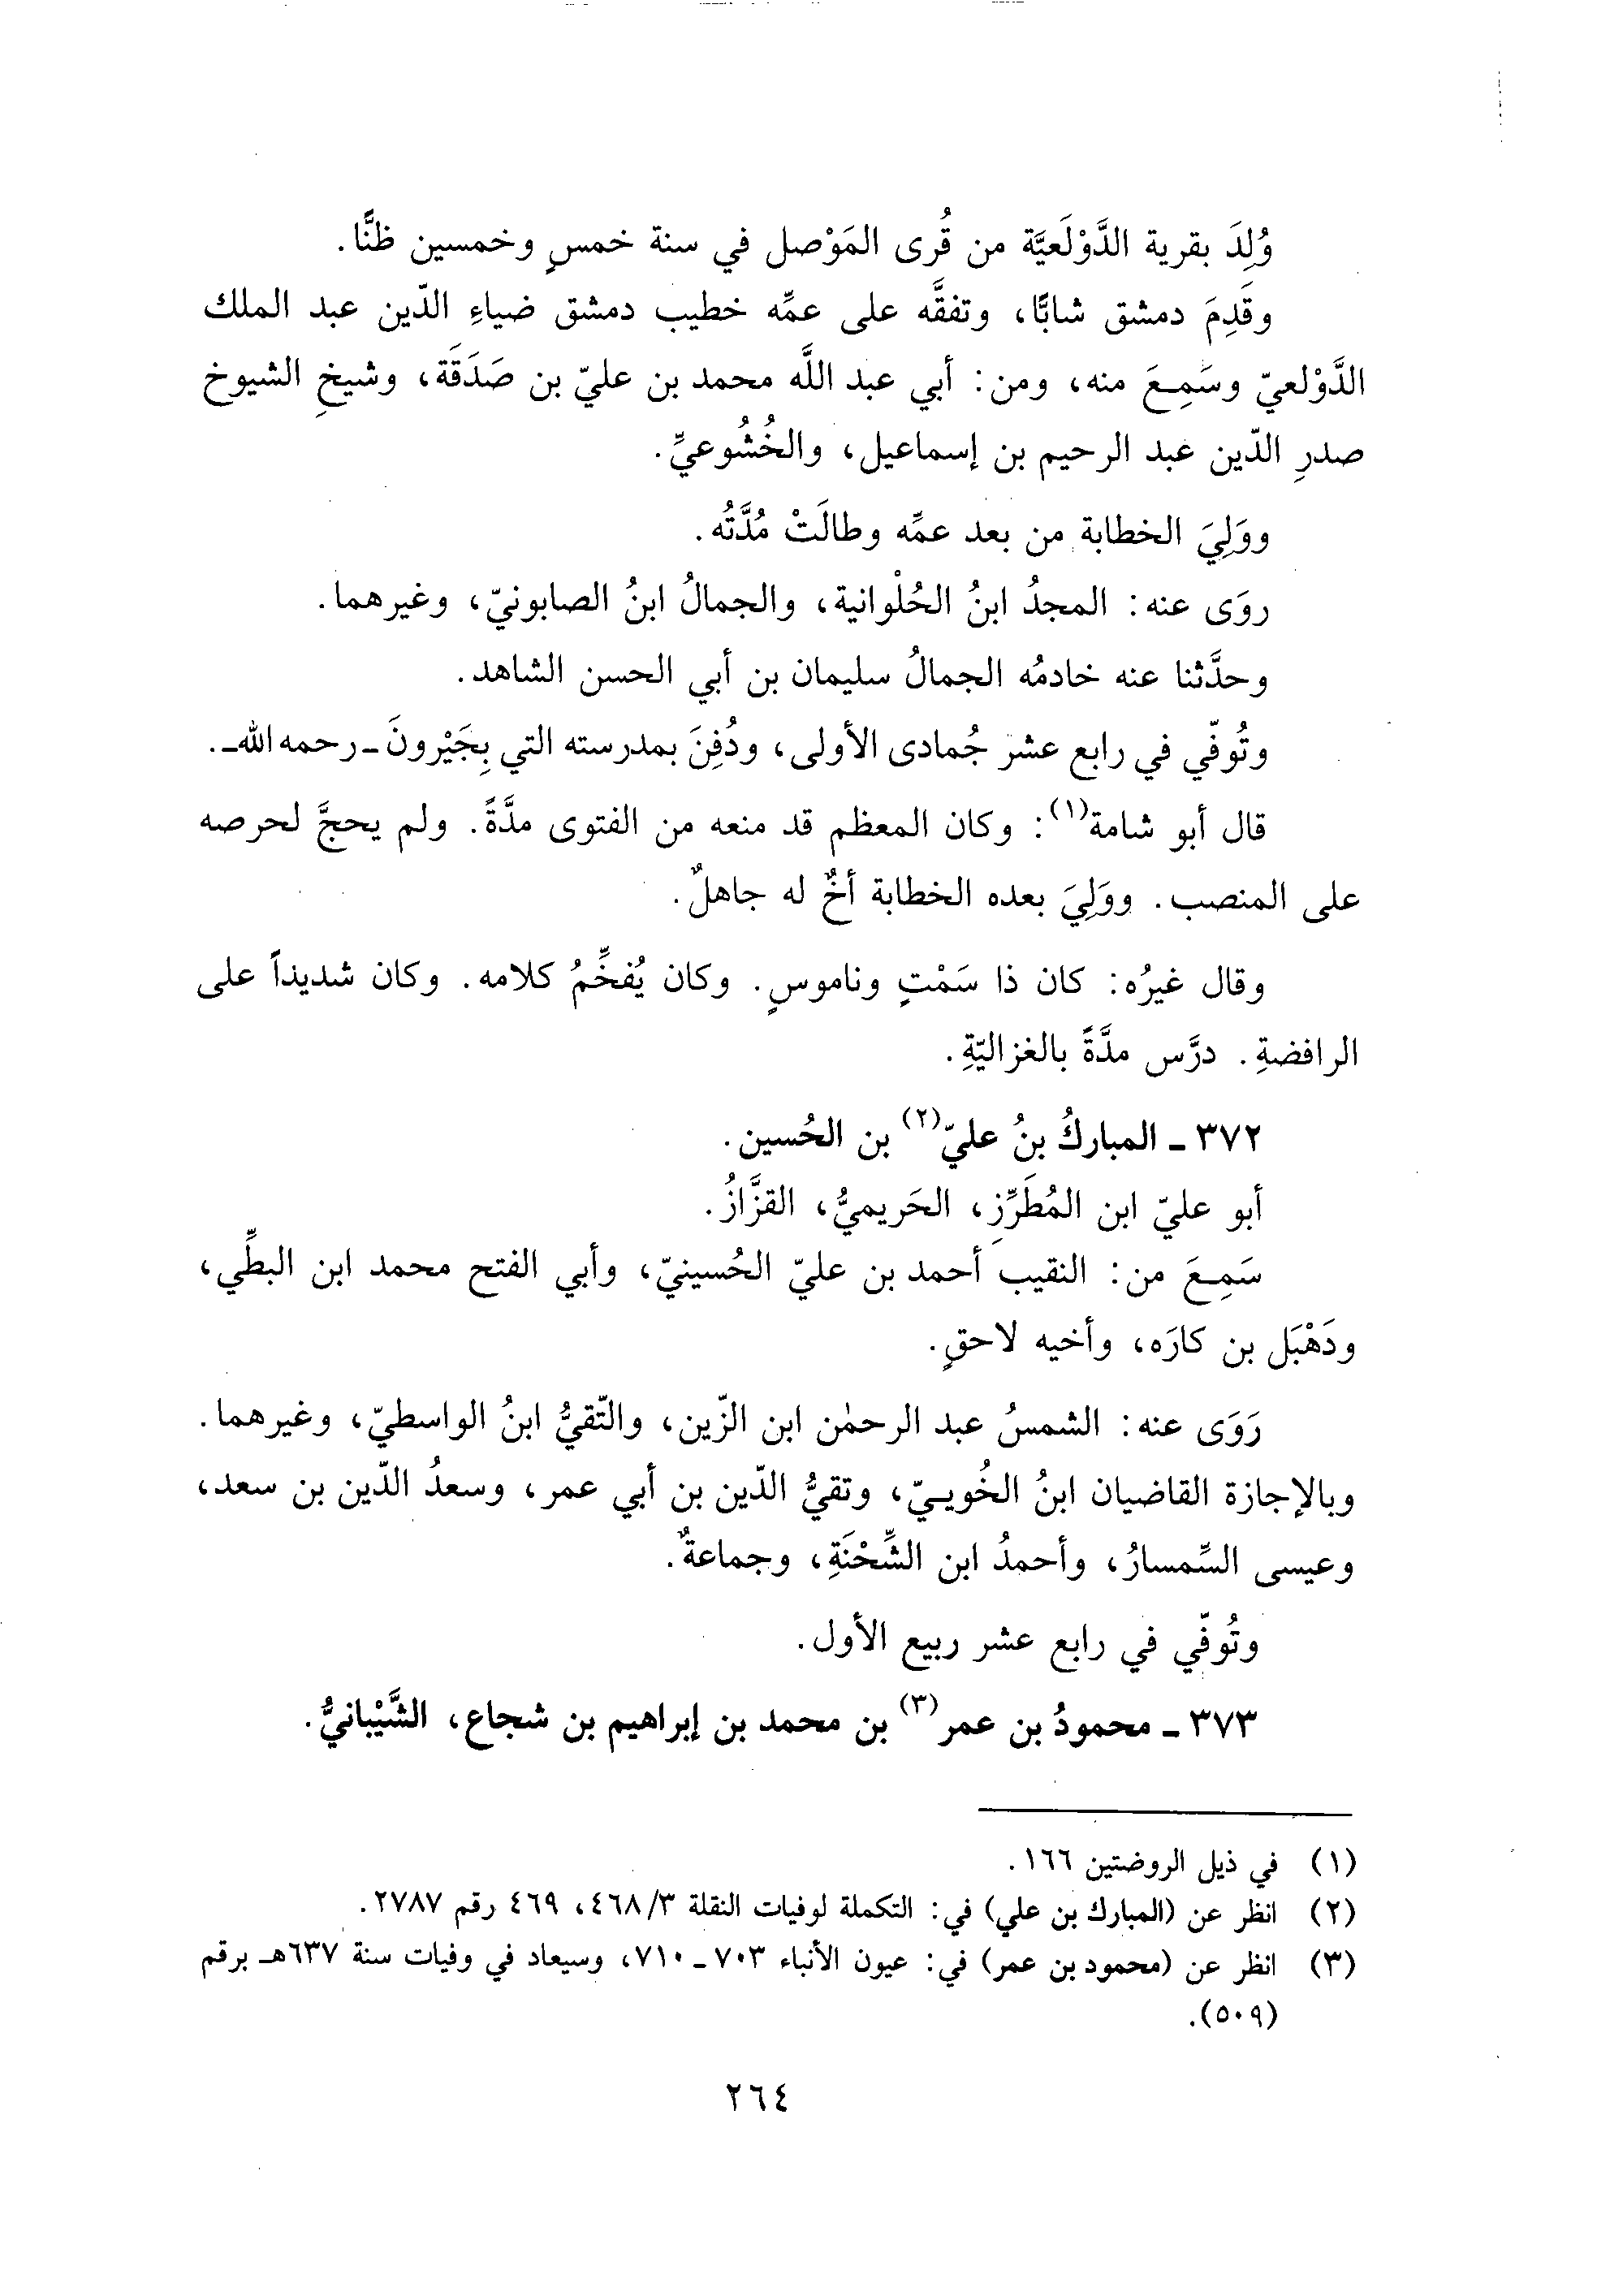 وُلِدَ بقرية الدَّوْلَعيَّة من قُرى المَوْصل في سنة خمسٍ وخمسين ظنًّا.
وقَدِمَ دمشق شابًّا، وتفقَّه على عمِّه خطيب دمشق ضياءِ الدّين عبد الملك
الدَّوْلعيّ وسَمِعَ منه، ومن: أبي عبد اللَّه محمد بن عليّ بن صَدَقَة، وشيخِ الشيوخ
صدرِ الدّين عبد الرحيم بن إسماعيل، والخُشُوعيِّ.
ووَلِيَ الخطابة من بعد عمِّه وطالَتْ مُدَّتُه.
روَى عنه: المجدُ ابنُ الحُلْوانية، والجمالُ ابنُ الصابونيّ، وغيرهما.
وحدَّثنا عنه خادمُه الجمالُ سليمان بن أبي الحسن الشاهد.
وتُوفّي في رابع عشر جُمادى الأولى، ودُفِنَ بمدرسته التي بِجَيْرونَ ـ رحمه الله ـ.
قال أبو شامة(١): وكان المعظم قد منعه من الفتوى مدَّةً. ولم يحجَّ لحرصه
على المنصب. ووَلِيَ بعده الخطابة أخٌ له جاهلٌ.
وقال غيرُه: كان ذا سَمْتٍ وناموسٍ. وكان يُفخِّمُ كلامه. وكان شديداً على
الرافضةِ. درَّس مدَّةً بالغزاليّةِ.
٣٧٢ ـ المباركُ بنُ عليّ(٢) بن الحُسين.
أبو عليّ ابن المُطَرِّزِ، الحَريميُّ، القزَّازُ.
سَمِعَ من: النقيب أحمد بن عليّ الحُسينيّ، وأبي الفتح محمد ابن البطِّي،
ودَهْبَل بن كارَه، وأخيه لاحقٍ.
رَوَى عنه: الشمسُ عبد الرحمٰن ابن الزّين، والتّقيُّ ابنُ الواسطيّ، وغيرهما.
وبالإجازة القاضيان ابنُ الخُوييّ، وتقيُّ الدّين بن أبي عمر، وسعدُ الدّين بن سعد،
وعيسى السِّمسارُ، وأحمدُ ابن الشِّحْنَةِ، وجماعةٌ.
وتُوفّي في رابع عشر ربيع الأول.
٣٧٣ ـ محمودُ بن عمر(٣) بن محمد بن إبراهيم بن شجاع، الشَّيْبانيُّ.
(١) في ذيل الروضتين ١٦٦.
(٢) انظر عن (المبارك بن علي) في: التكملة لوفيات النقلة ٣/ ٤٦٨، ٤٦٩ رقم ٢٧٨٧.
(٣) انظر عن (محمود بن عمر) في: عيون الأنباء ٧٠٣ ـ ٧١٠، وسيعاد في وفيات سنة ٦٣٧هـ برقم
(٥٠٩).
٢٦٤